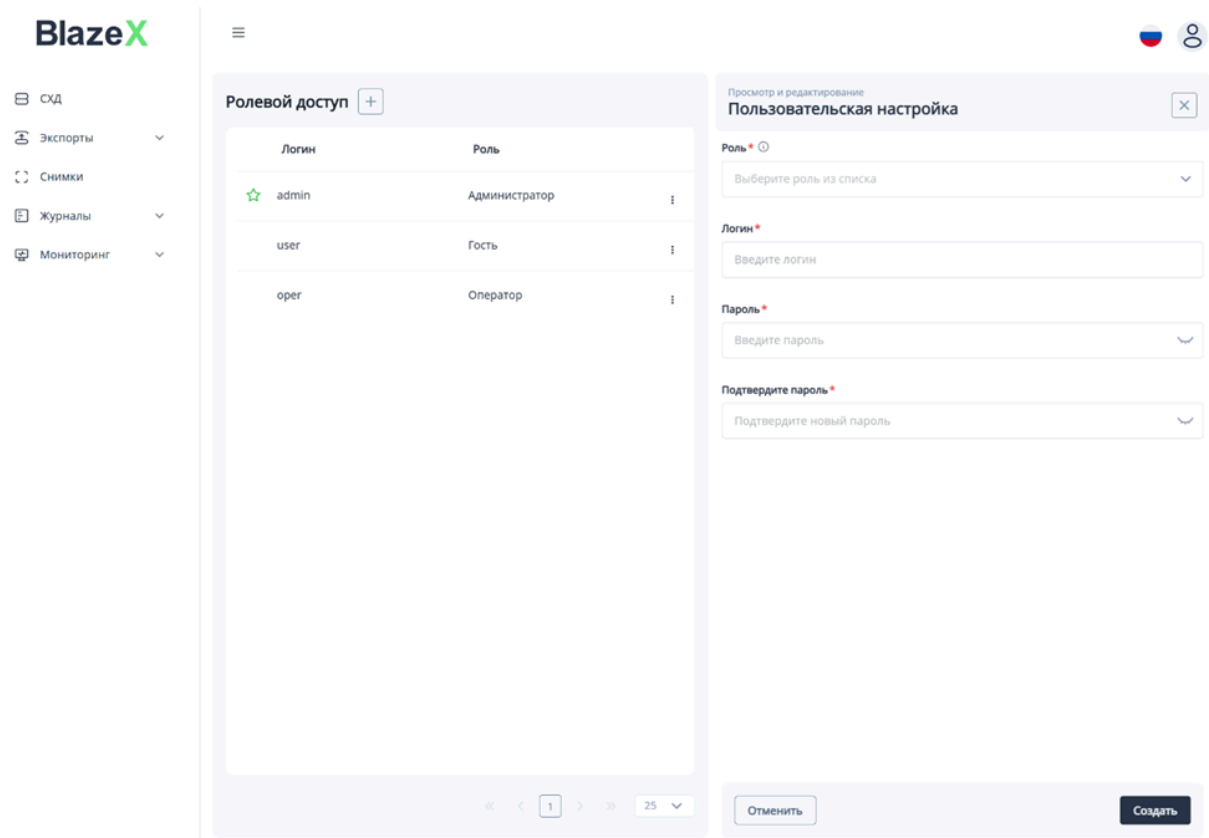 BlazeX
СХД
Экспорты
Снимки
Журналы
Мониторинг
Ролевой доступ
Логин Роль
admin Администратор
user Гость
oper Оператор
1 25
Просмотр и редактирование
Пользовательская настройка
Роль*
Выберите роль из списка
Логин*
Введите логин
Пароль*
Введите пароль
Подтвердите пароль*
Подтвердите новый пароль
Отменить Создать